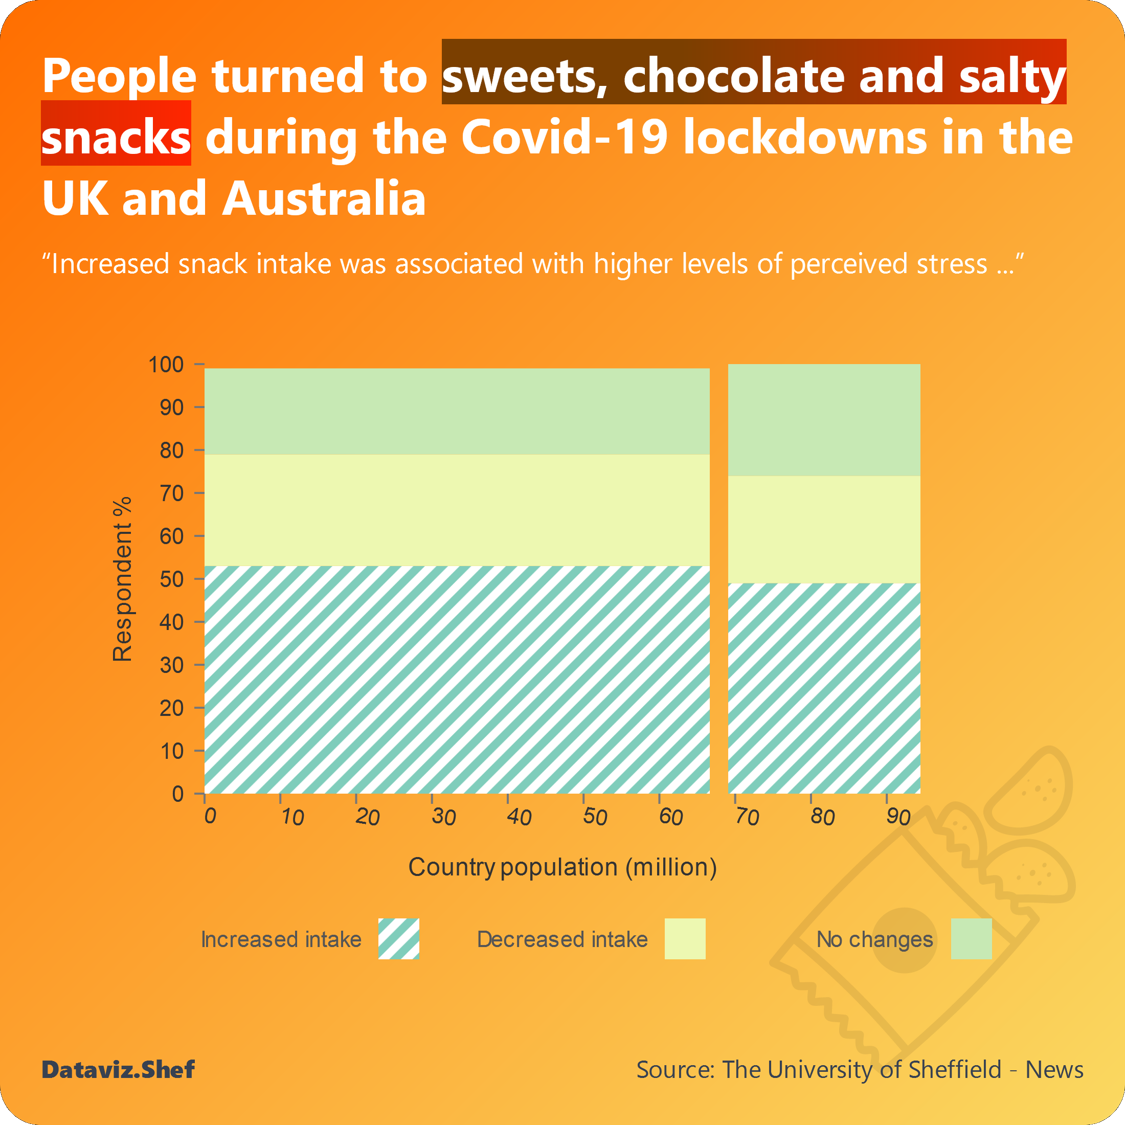 People turned to sweets, chocolate and salty
snacks during the Covid-19 lockdowns in the
UK and Australia
“Increased snack intake was associated with higher levels of perceived stress ...”
100
90
80
70
60
50
40
30
20
10
0
Respondent %
0 10 20 30 40 50 60 70 80 90
Country population (million)
Increased intake Decreased intake No changes
Dataviz.Shef Source: The University of Sheffield - News